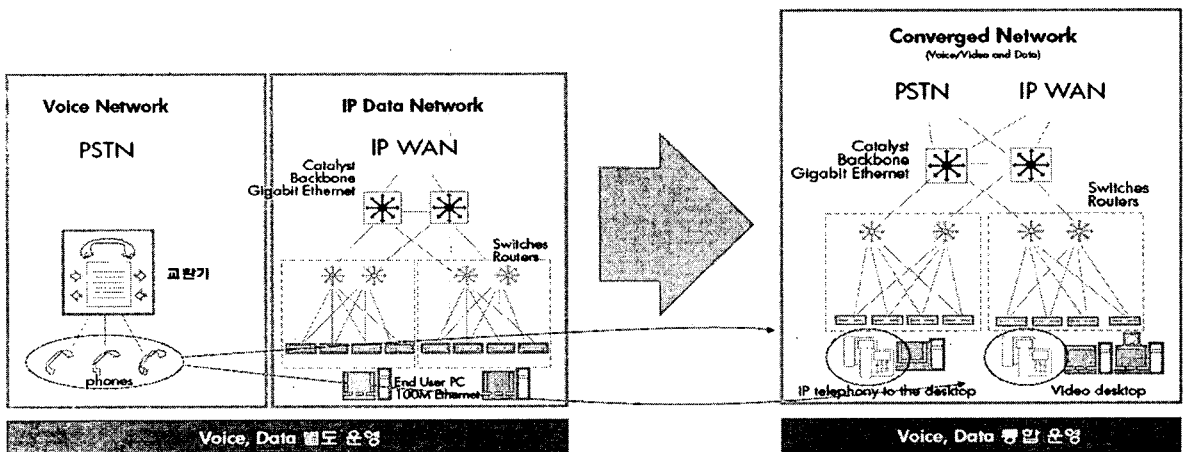 Voice Network
PSTN
교환기
phones
IP Data Network
IP WAN
Catalyst
Backbone
Gigabit Ethernet
Switches
Routers
End User PC
100M Ethernet
Voice, Data 별도 운영
Converged Network
(Voice/Video and Data)
PSTN IP WAN
Catalyst
Backbone
Gigabit Ethernet
Switches
Routers
IP telephony to the desktop
Video desktop
Voice, Data 통합 운영